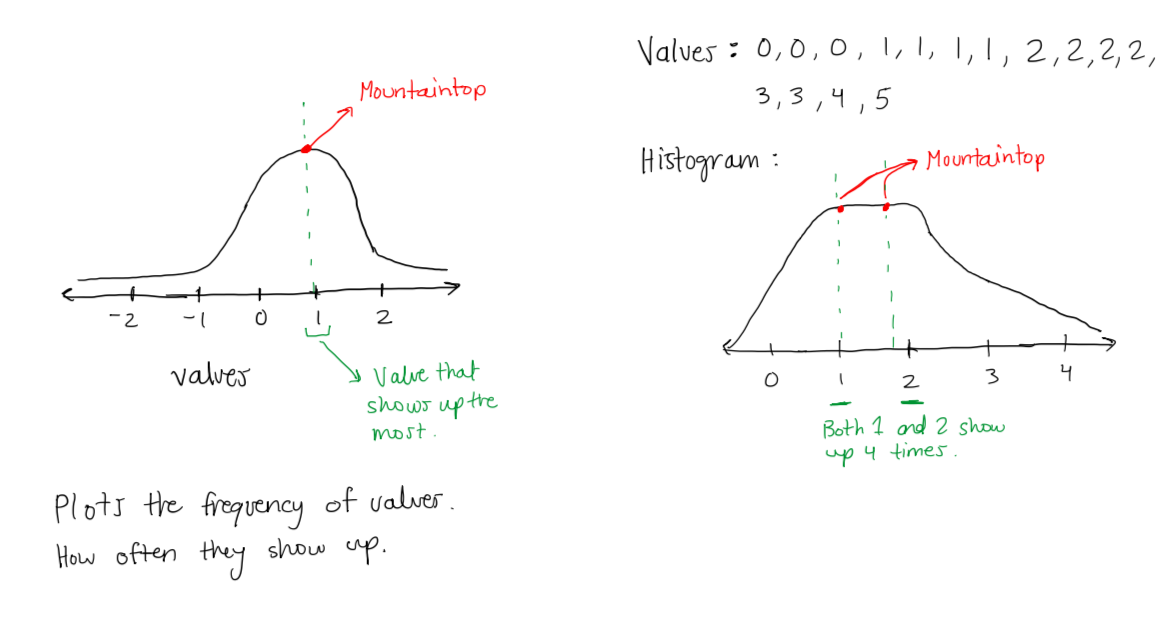 Mountaintop
-2 -1 0 1 2
values
Value that
shows up the
most.
Plots the frequency of values.
How often they show up.
Values : 0, 0, 0, 1, 1, 1, 1, 2, 2, 2, 2,
3, 3, 4, 5
Histogram :
Mountaintop
0 1 2 3 4
Both 1 and 2 show
up 4 times.